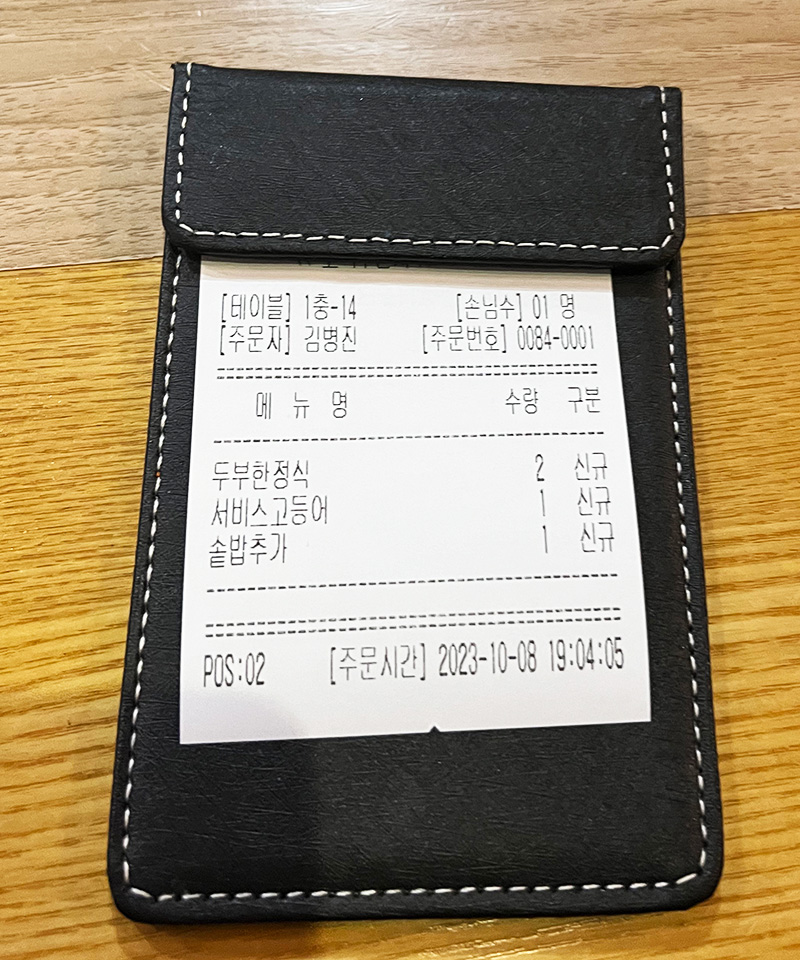 [테이블] 1층-14 [손님수] 01 명
[주문자] 김병진 [주문번호] 0084-0001
메 뉴 명 수량 구분
두부한정식 2 신규
서비스고등어 1 신규
솥밥추가 1 신규
POS:02 [주문시간] 2023-10-08 19:04:05